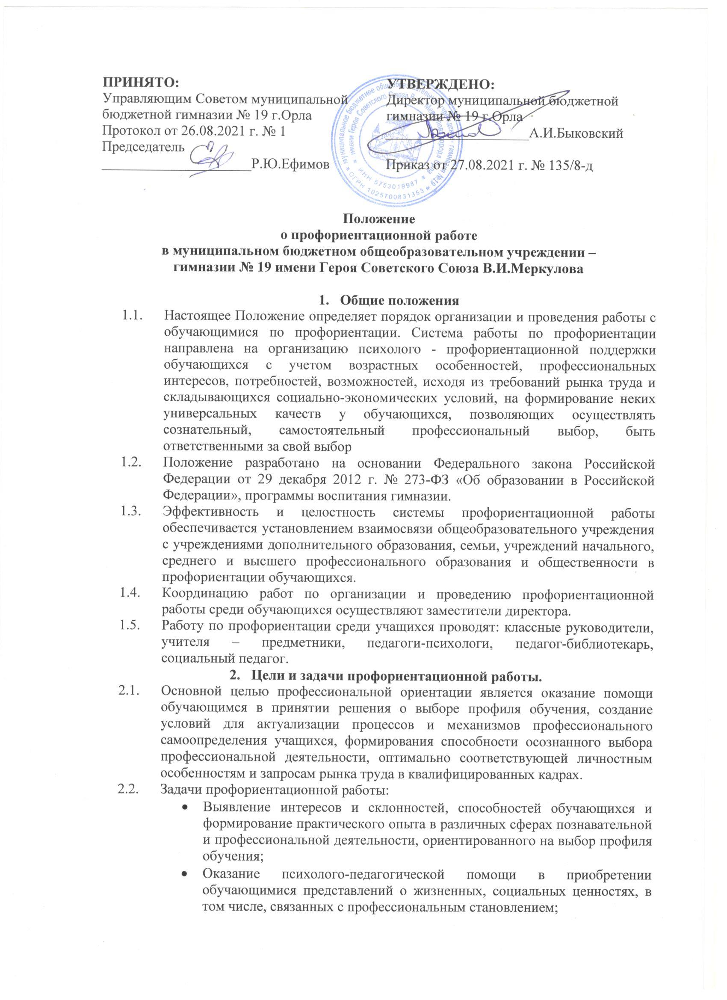 ПРИНЯТО:
Управляющим Советом муниципальной
бюджетной гимназии № 19 г.Орла
Протокол от 26.08.2021 г. № 1
Председатель
____________________Р.Ю.Ефимов
УТВЕРЖДЕНО:
Директор муниципальной бюджетной
гимназии № 19 г.Орла
____________________А.И.Быковский
Приказ от 27.08.2021 г. № 135/8-д
* Муниципальное бюджетное общеобразовательное учреждение - гимназия №19 *
ОГРН 1025700831353
* имени Героя Советского Союза В. И. Меркулова города Орла *
ИНН 5753019987
Положение
о профориентационной работе
в муниципальном бюджетном общеобразовательном учреждении –
гимназии № 19 имени Героя Советского Союза В.И.Меркулова
1. Общие положения
1.1. Настоящее Положение определяет порядок организации и проведения работы с
обучающимися по профориентации. Система работы по профориентации
направлена на организацию психолого - профориентационной поддержки
обучающихся с учетом возрастных особенностей, профессиональных
интересов, потребностей, возможностей, исходя из требований рынка труда и
складывающихся социально-экономических условий, на формирование неких
универсальных качеств у обучающихся, позволяющих осуществлять
сознательный, самостоятельный профессиональный выбор, быть
ответственными за свой выбор
1.2. Положение разработано на основании Федерального закона Российской
Федерации от 29 декабря 2012 г. № 273-ФЗ «Об образовании в Российской
Федерации», программы воспитания гимназии.
1.3. Эффективность и целостность системы профориентационной работы
обеспечивается установлением взаимосвязи общеобразовательного учреждения
с учреждениями дополнительного образования, семьи, учреждений начального,
среднего и высшего профессионального образования и общественности в
профориентации обучающихся.
1.4. Координацию работ по организации и проведению профориентационной
работы среди обучающихся осуществляют заместители директора.
1.5. Работу по профориентации среди учащихся проводят: классные руководители,
учителя – предметники, педагоги-психологи, педагог-библиотекарь,
социальный педагог.
2. Цели и задачи профориентационной работы.
2.1. Основной целью профессиональной ориентации является оказание помощи
обучающимся в принятии решения о выборе профиля обучения, создание
условий для актуализации процессов и механизмов профессионального
самоопределения учащихся, формирования способности осознанного выбора
профессиональной деятельности, оптимально соответствующей личностным
особенностям и запросам рынка труда в квалифицированных кадрах.
2.2. Задачи профориентационной работы:
• Выявление интересов и склонностей, способностей обучающихся и
формирование практического опыта в различных сферах познавательной
и профессиональной деятельности, ориентированного на выбор профиля
обучения;
• Оказание психолого-педагогической помощи в приобретении
обучающимися представлений о жизненных, социальных ценностях, в
том числе, связанных с профессиональным становлением;